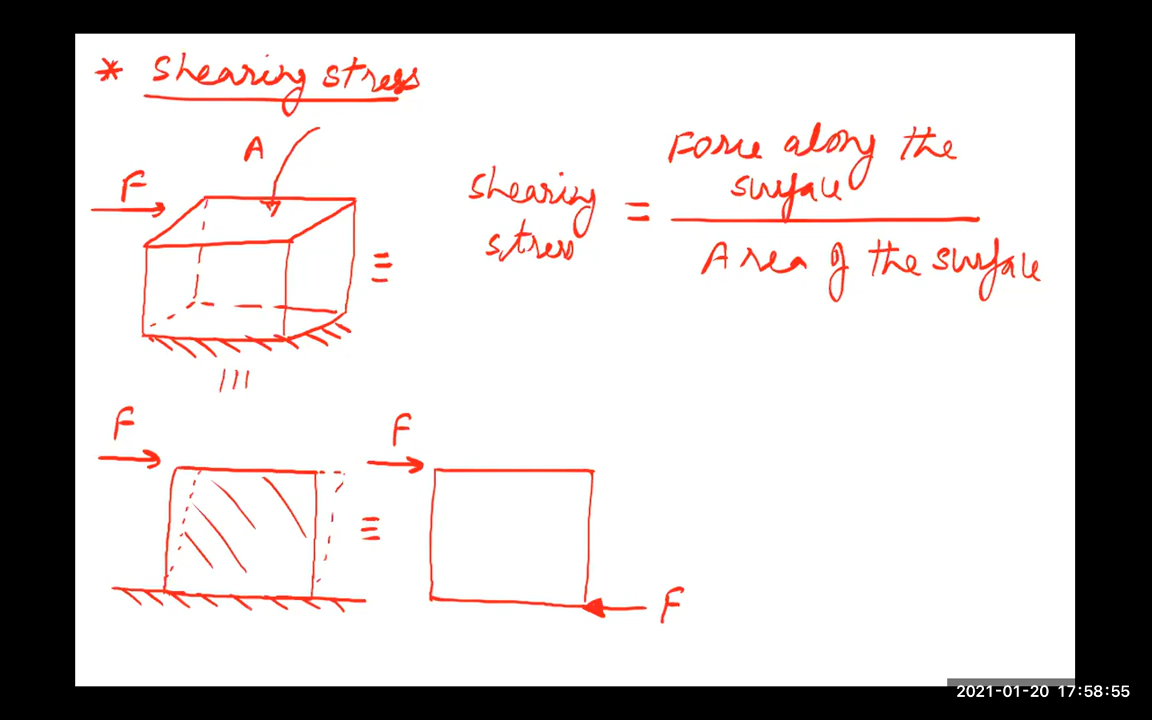 * Shearing stress
A
F
≡
Shearing stress = Force along the surface
Area of the surface
F
F
≡
F
2021-01-20 17:58:55